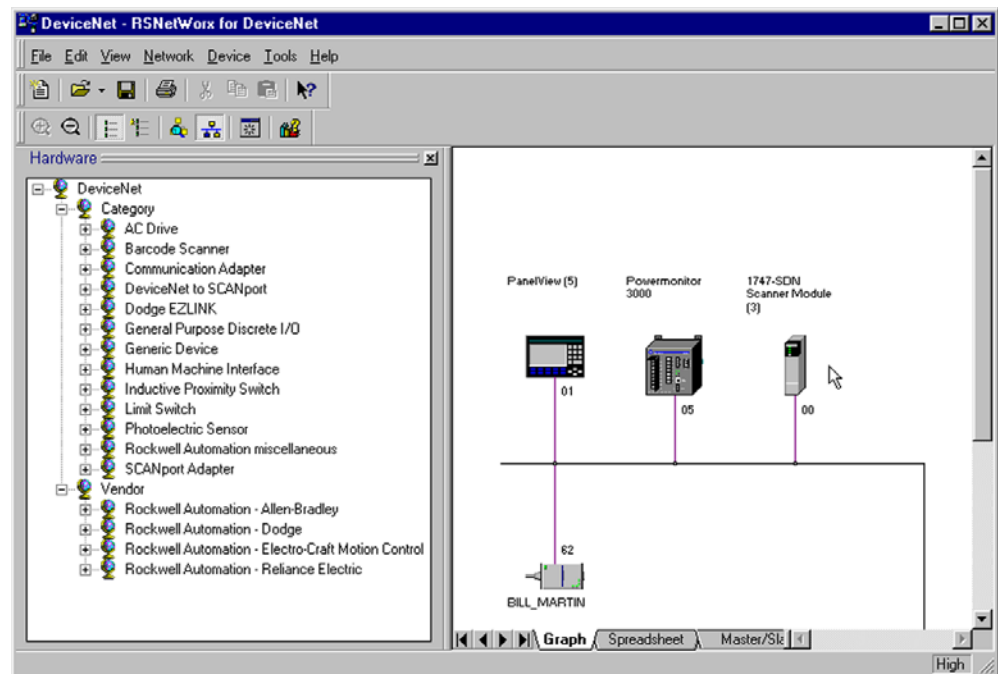 DeviceNet - RSNetWorx for DeviceNet
File Edit View Network Device Tools Help
Hardware
DeviceNet
Category
AC Drive
Barcode Scanner
Communication Adapter
DeviceNet to SCANport
Dodge EZLINK
General Purpose Discrete I/O
Generic Device
Human Machine Interface
Inductive Proximity Switch
Limit Switch
Photoelectric Sensor
Rockwell Automation miscellaneous
SCANport Adapter
Vendor
Rockwell Automation - Allen-Bradley
Rockwell Automation - Dodge
Rockwell Automation - Electro-Craft Motion Control
Rockwell Automation - Reliance Electric
PanelView (5)
Powermonitor
3000
1747-SDN
Scanner Module
(3)
01
05
00
62
BILL_MARTIN
Graph Spreadsheet Master/Sla
High